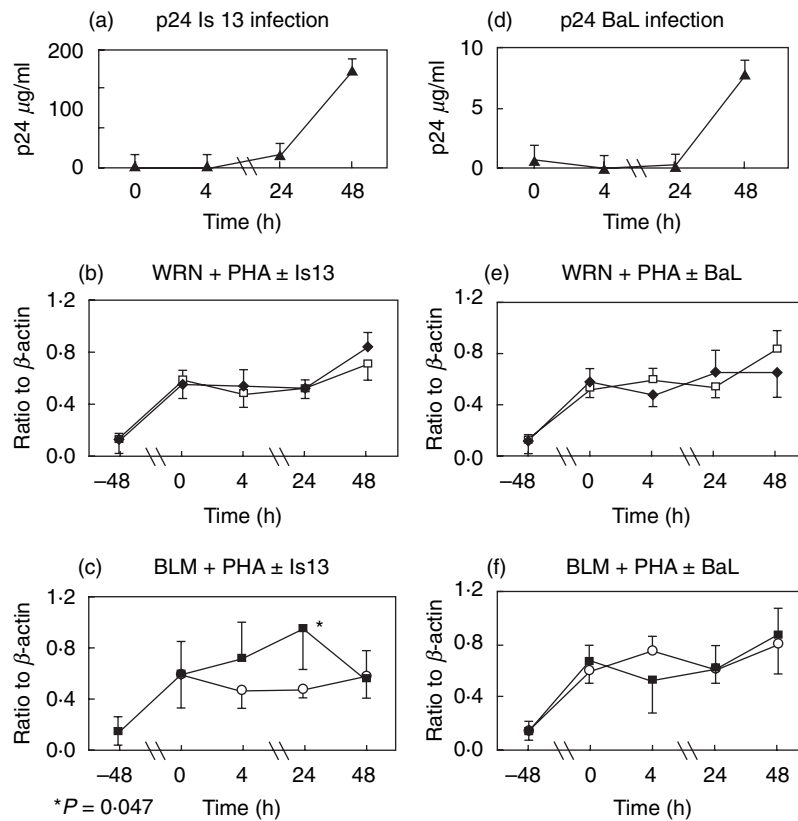 (a) p24 Is 13 infection
p24 μg/ml
200
100
0
0 4 24 48
Time (h)
(d) p24 BaL infection
p24 μg/ml
10
5
0
0 4 24 48
Time (h)
(b) WRN + PHA ± Is13
Ratio to β-actin
1·2
0·8
0·4
0·0
–48 0 4 24 48
Time (h)
(e) WRN + PHA ± BaL
Ratio to β-actin
1·2
0·8
0·4
0·0
–48 0 4 24 48
Time (h)
(c) BLM + PHA ± Is13
Ratio to β-actin
1·2
0·8
0·4
0·0
*
–48 0 4 24 48
*P = 0·047 Time (h)
(f) BLM + PHA ± BaL
Ratio to β-actin
1·2
0·8
0·4
0·0
–48 0 4 24 48
Time (h)